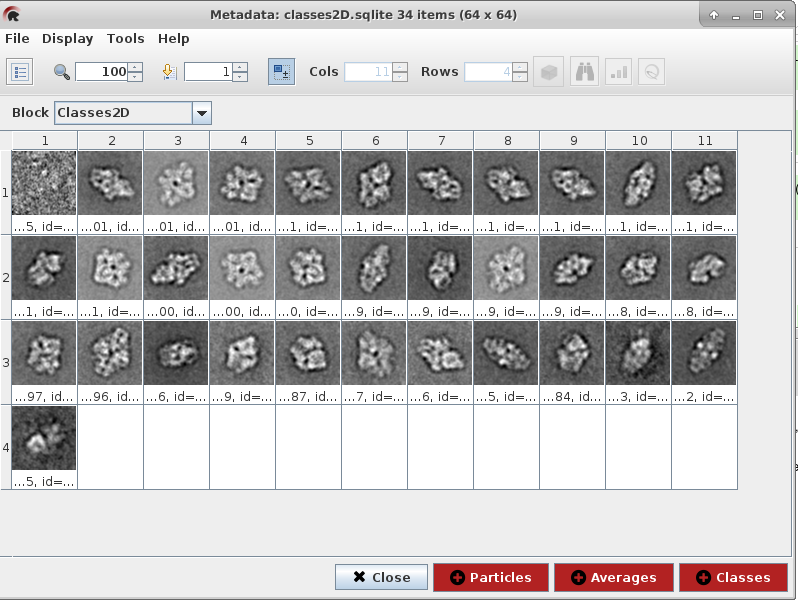 Metadata: classes2D.sqlite 34 items (64 x 64)
File Display Tools Help
100 1 Cols 11 Rows 4
Block Classes2D
1 2 3 4 5 6 7 8 9 10 11
1
...5, id=... ...01, id... ...01, id... ...01, id... ...1, id=... ...1, id=... ...1, id=... ...1, id=... ...1, id=... ...1, id=... ...1, id=...
2
...1, id=... ...1, id=... ...00, id... ...00, id... ...0, id=... ...9, id=... ...9, id=... ...9, id=... ...9, id=... ...8, id=... ...8, id=...
3
...97, id... ...96, id... ...6, id=... ...9, id=... ...87, id... ...7, id=... ...6, id=... ...5, id=... ...84, id... ...3, id=... ...2, id=...
4
...5, id=...
Close Particles Averages Classes